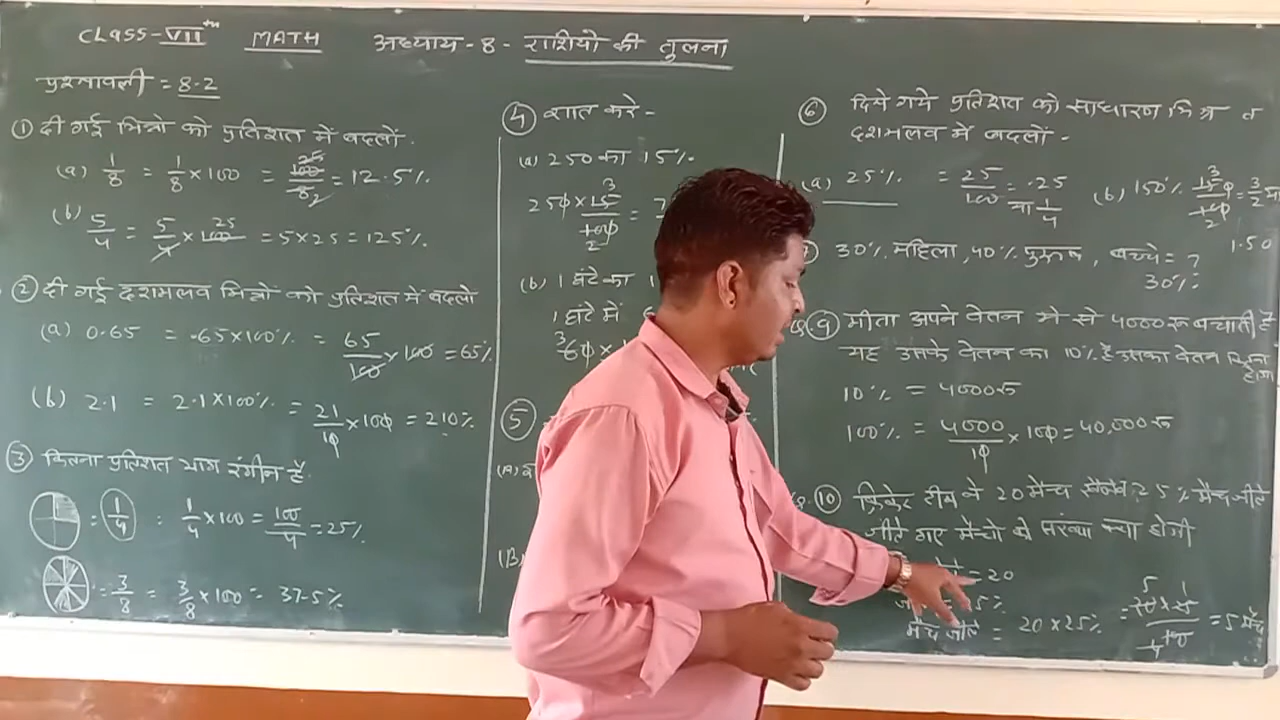 CLASS-VIIth MATH अध्याय-8-राशियो की तुलना
प्रश्नावली = 8.2
① दी गई भिन्नो को प्रतिशत में बदलों.
(a) 1/8 = 1/8 × 100 = 100/8 = 12.5%
(b) 5/4 = 5/4 × 100 = 5×25 = 125%
② दी गई दशमलव भिन्नो को प्रतिशत में बदलो
(a) 0.65 = .65×100% = 65/100 × 100 = 65%
(b) 2.1 = 2.1×100% = 21/10 × 100 = 210%
③ कितना प्रतिशत भाग रंगीन है.
= 1/4 : 1/4 × 100 = 100/4 = 25%
= 3/8 = 3/8 × 100 = 37.5%
④ ज्ञात करे -
(a) 250 का 15%
250 × 15/100 =
(b) 1 घंटे का
1 घंटे में
60 ×
⑤
(A)
(B)
⑥ दिये गये प्रतिशत को साधारण भिन्न व
दशमलव मे बदलों -
(a) 25% = 25/100 = .25 या 1/4 (b) 150% 150/100 = 3/2
1.50
30% महिला, 40% पुरुष, बच्चे = ?
30%
9 मीता अपने वेतन मे से 4000रू बचाती है
यह उसके वेतन का 10% है उसका वेतन कितना होगा
10% = 4000रू
100% = 4000/10 × 100 = 40,000रू
10 क्रिकेट टीम ने 20 मैच खेले 25% मैच जीते
जीते गए मैचो की संख्या क्या होगी
= 20
5%
मैच जीते = 20 × 25% = 20×25/100 = 5 मैच